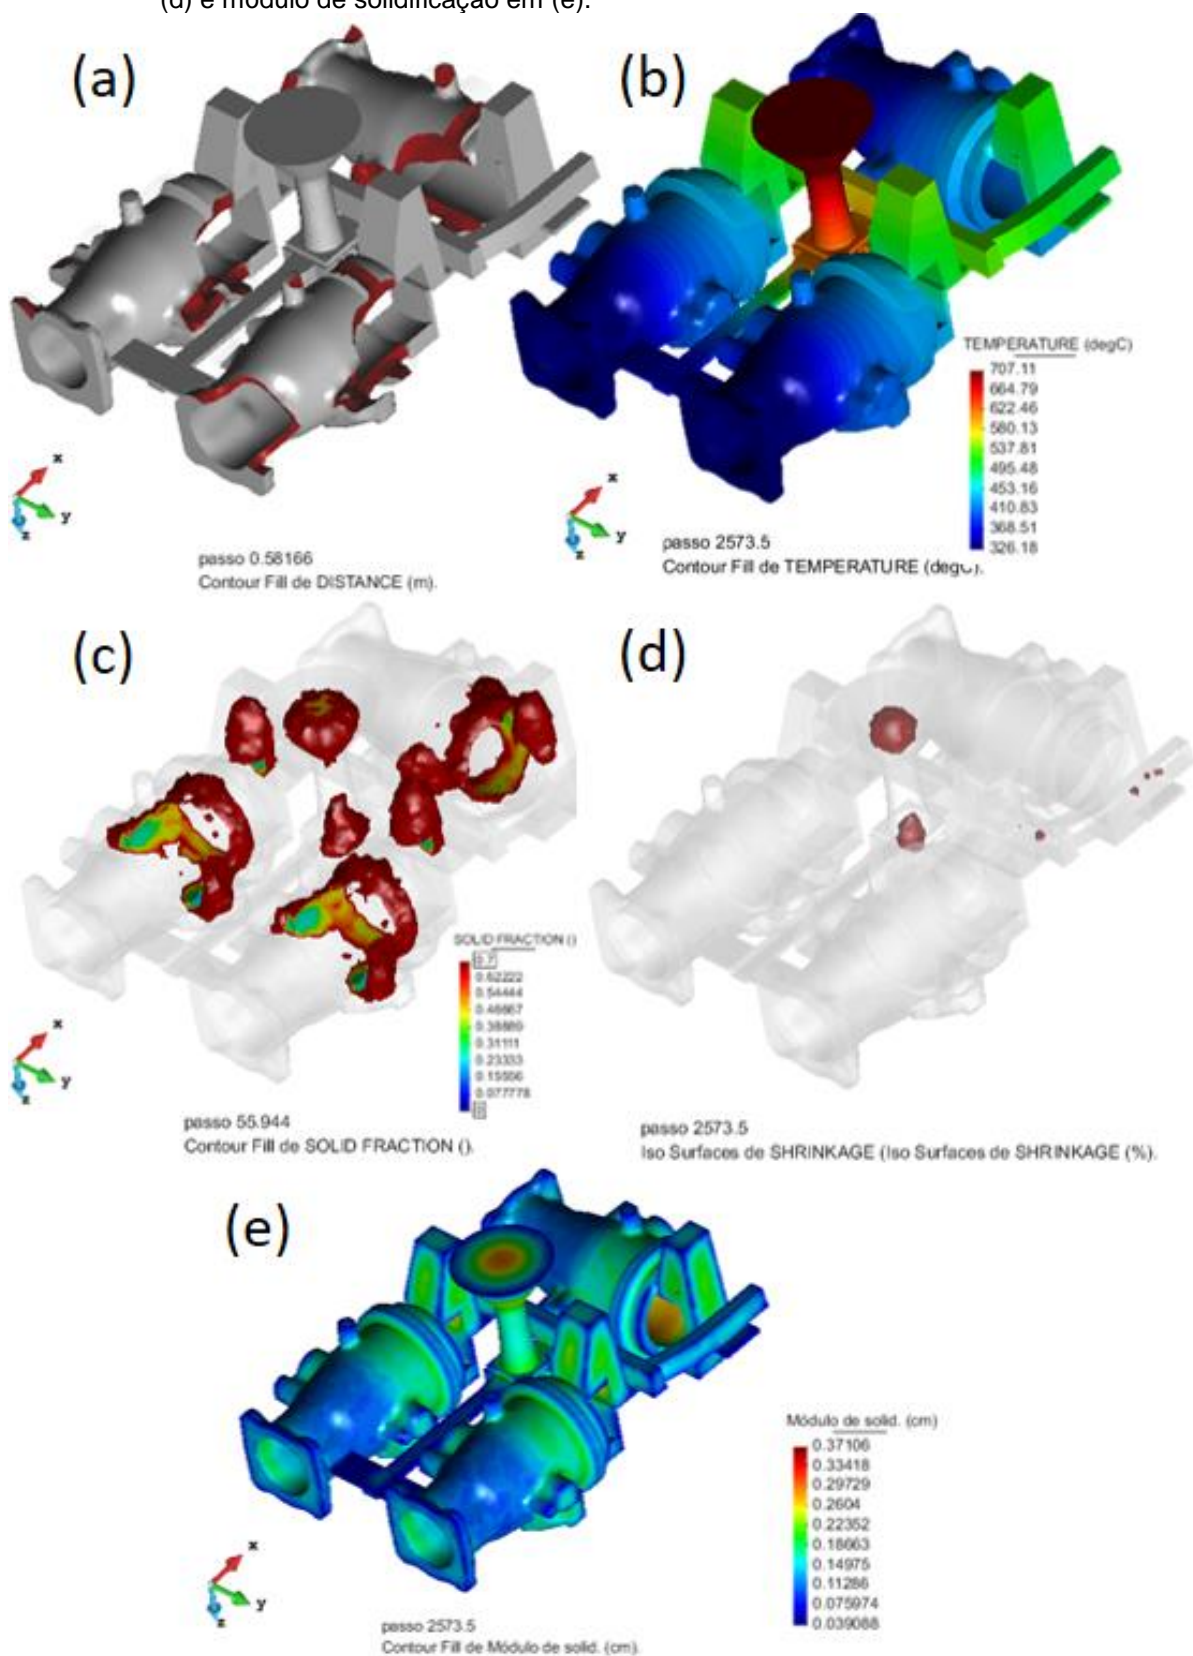 (d) e módulo de solidificação em (e).
(a)
(b)
TEMPERATURE (degC)
707.11
664.79
622.46
580.13
537.81
495.48
453.16
410.83
368.51
326.18
x
y
z
x
y
z
passo 0.58166
Contour Fill de DISTANCE (m).
passo 2573.5
Contour Fill de TEMPERATURE (degC).
(c)
(d)
SOLID FRACTION ()
0.7
0.62222
0.54444
0.46667
0.38889
0.31111
0.23333
0.15556
0.077778
0
x
y
z
passo 55.944
Contour Fill de SOLID FRACTION ().
passo 2573.5
Iso Surfaces de SHRINKAGE (Iso Surfaces de SHRINKAGE (%).
(e)
Módulo de solid. (cm)
0.37106
0.33418
0.29729
0.2604
0.22352
0.18663
0.14975
0.11286
0.075974
0.039088
x
y
z
passo 2573.5
Contour Fill de Módulo de solid. (cm).